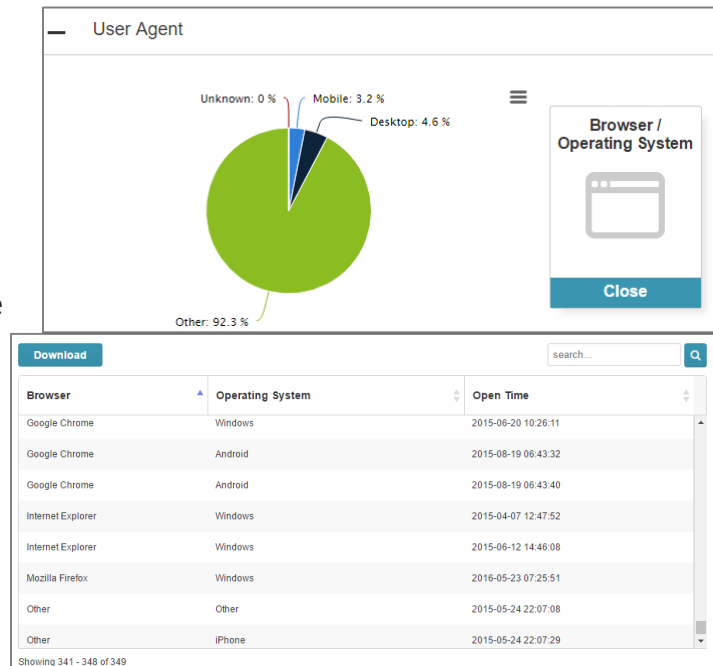 User Agent
Unknown: 0 %
Mobile: 3.2 %
Desktop: 4.6 %
Other: 92.3 %
Browser /
Operating System
Close
e
Download
search...
Browser Operating System Open Time
Google Chrome Windows 2015-06-20 10:26:11
Google Chrome Android 2015-08-19 06:43:32
Google Chrome Android 2015-08-19 06:43:40
Internet Explorer Windows 2015-04-07 12:47:52
Internet Explorer Windows 2015-06-12 14:46:08
Mozilla Firefox Windows 2016-05-23 07:25:51
Other Other 2015-05-24 22:07:08
Other iPhone 2015-05-24 22:07:29
Showing 341 - 348 of 349